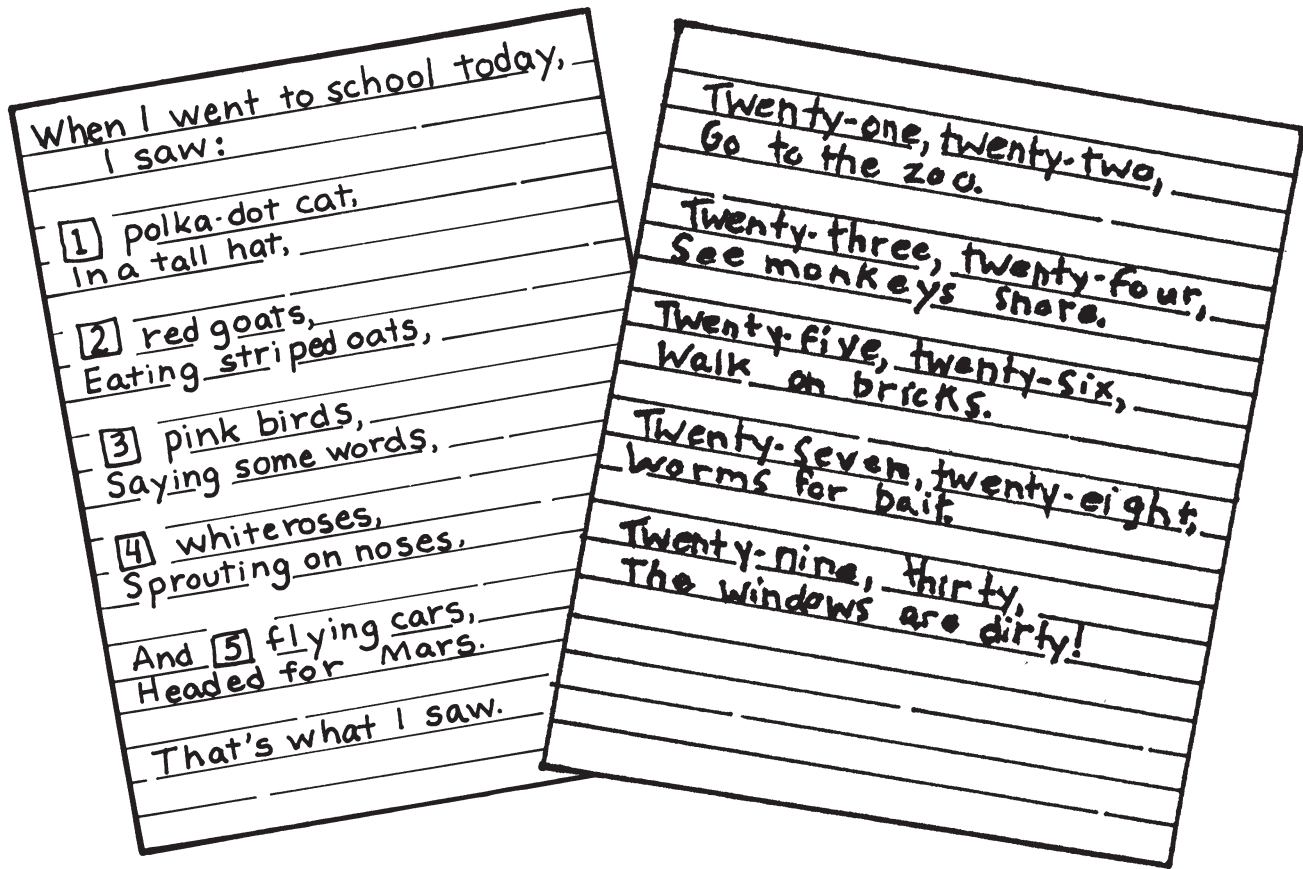 When I went to school today,
I saw:
1 polka-dot cat,
In a tall hat,
2 red goats,
Eating striped oats,
3 pink birds,
Saying some words,
4 white roses,
Sprouting on noses,
And 5 flying cars,
Headed for Mars.
That's what I saw.
Twenty-one, twenty-two,
Go to the zoo.
Twenty-three, twenty-four,
See monkeys snore.
Twenty-five, twenty-six,
Walk on bricks.
Twenty-seven, twenty-eight,
Worms for bait.
Twenty-nine, thirty,
The windows are dirty!